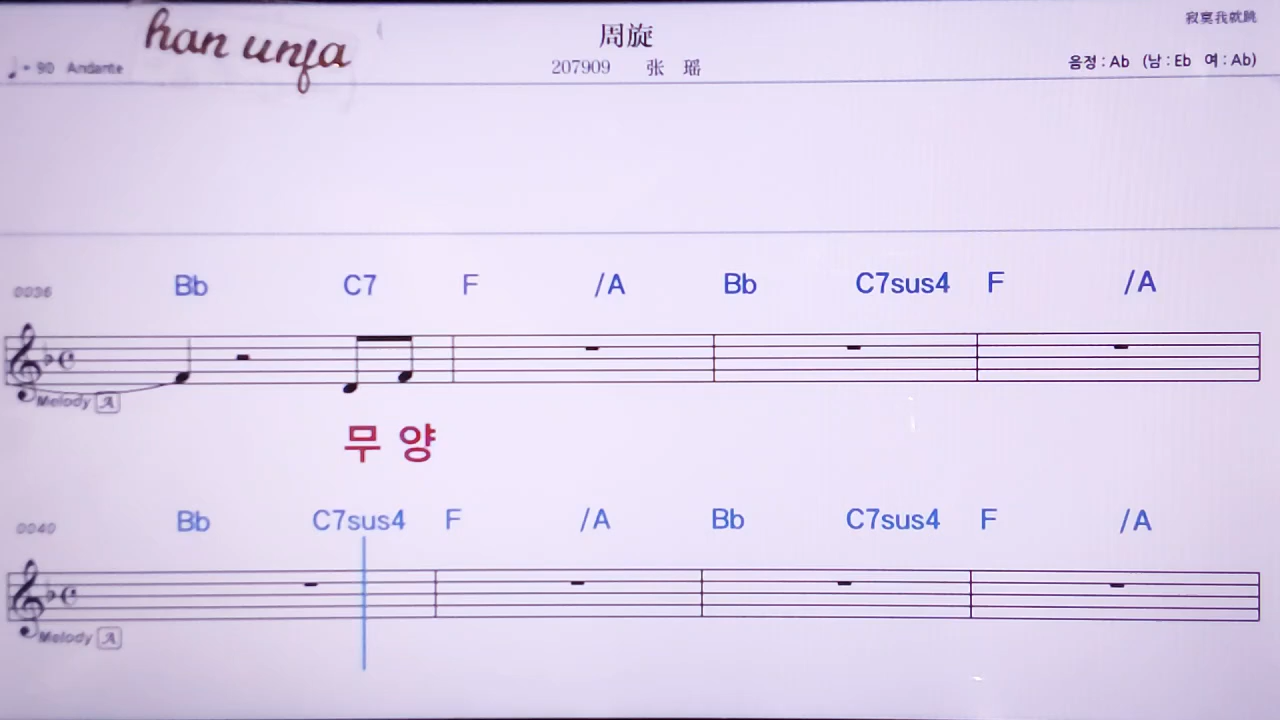 han unfa
周旋
寂寞我就跳
♩= 90 Andante
207909 张 瑶
음정 : Ab (남 : Eb 여 : Ab)
0036 Bb C7 F /A Bb C7sus4 F /A
Melody A
무 양
0040 Bb C7sus4 F /A Bb C7sus4 F /A
Melody A